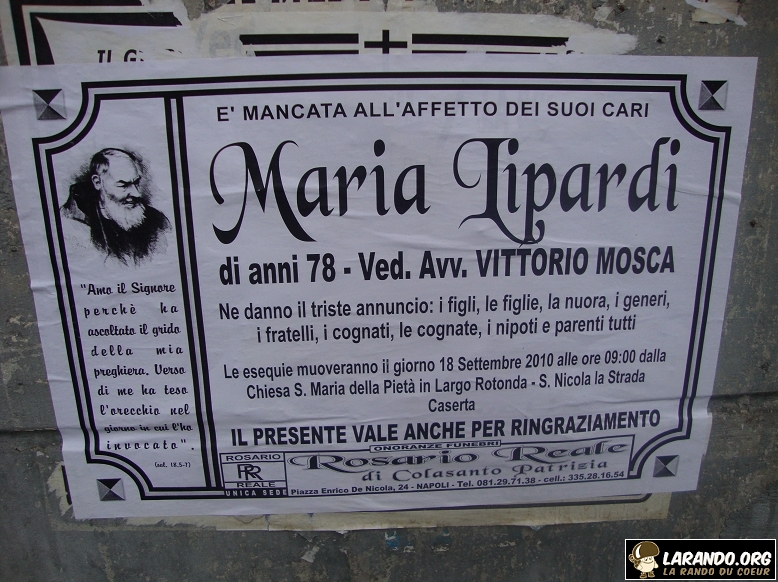 IL G
E' MANCATA ALL'AFFETTO DEI SUOI CARI
Maria Lipardi
di anni 78 - Ved. Avv. VITTORIO MOSCA
Ne danno il triste annuncio: i figli, le figlie, la nuora, i generi,
i fratelli, i cognati, le cognate, i nipoti e parenti tutti
Le esequie muoveranno il giorno 18 Settembre 2010 alle ore 09:00 dalla
Chiesa S. Maria della Pietà in Largo Rotonda - S. Nicola la Strada
Caserta
IL PRESENTE VALE ANCHE PER RINGRAZIAMENTO
"Amo il Signore
perchè ha
ascoltato il grido
della mia
preghiera. Verso
di me ha teso
l'orecchio nel
giorno in cui l'ho
invocato".
ROSARIO
RR
REALE
UNICA SEDE
ONORANZE FUNEBRI
Rosario Reale
di Colasanto Patrizia
Piazza Enrico De Nicola, 24 - NAPOLI - Tel. 081.29.71.38 - cell.: 335.28.16.54
LARANDO.ORG
LA RANDO DU COEUR